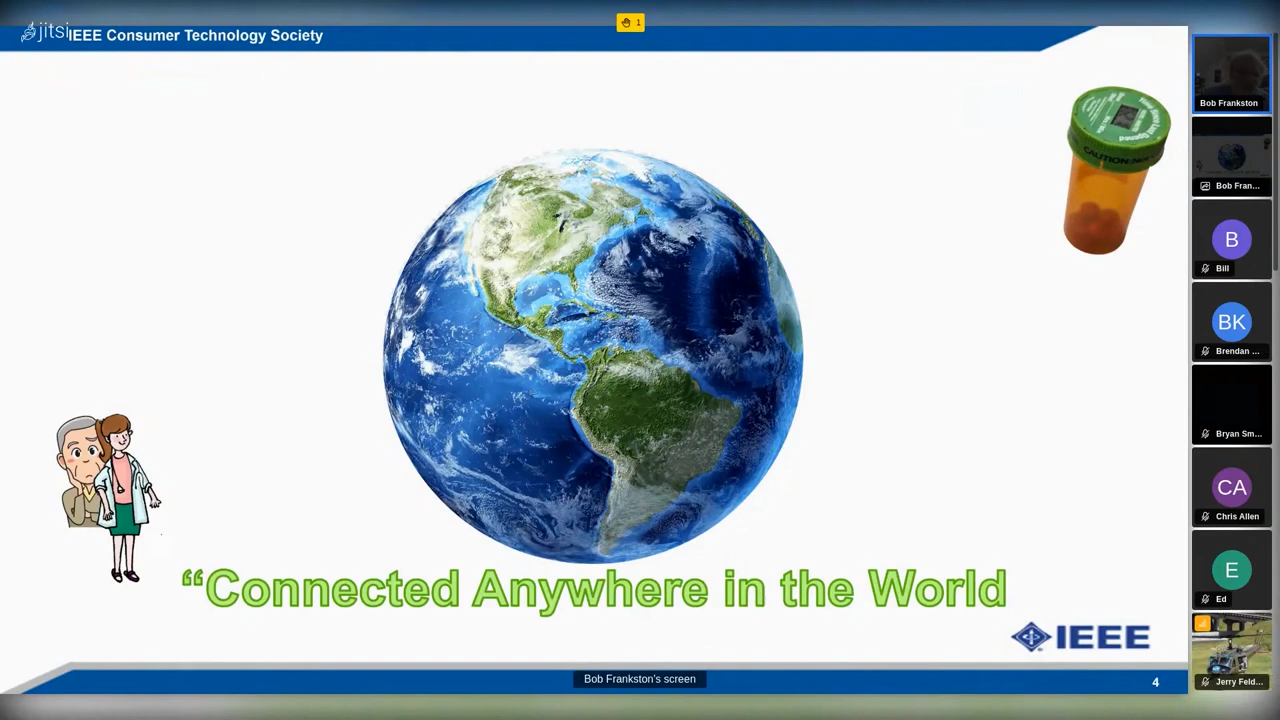 jitsi
IEEE Consumer Technology Society
1
CAUTION:
“Connected Anywhere in the World
IEEE
Bob Frankston's screen
4
Bob Frankston
Bob Fran...
B
Bill
BK
Brendan ...
Bryan Sm...
CA
Chris Allen
E
Ed
Jerry Feld...